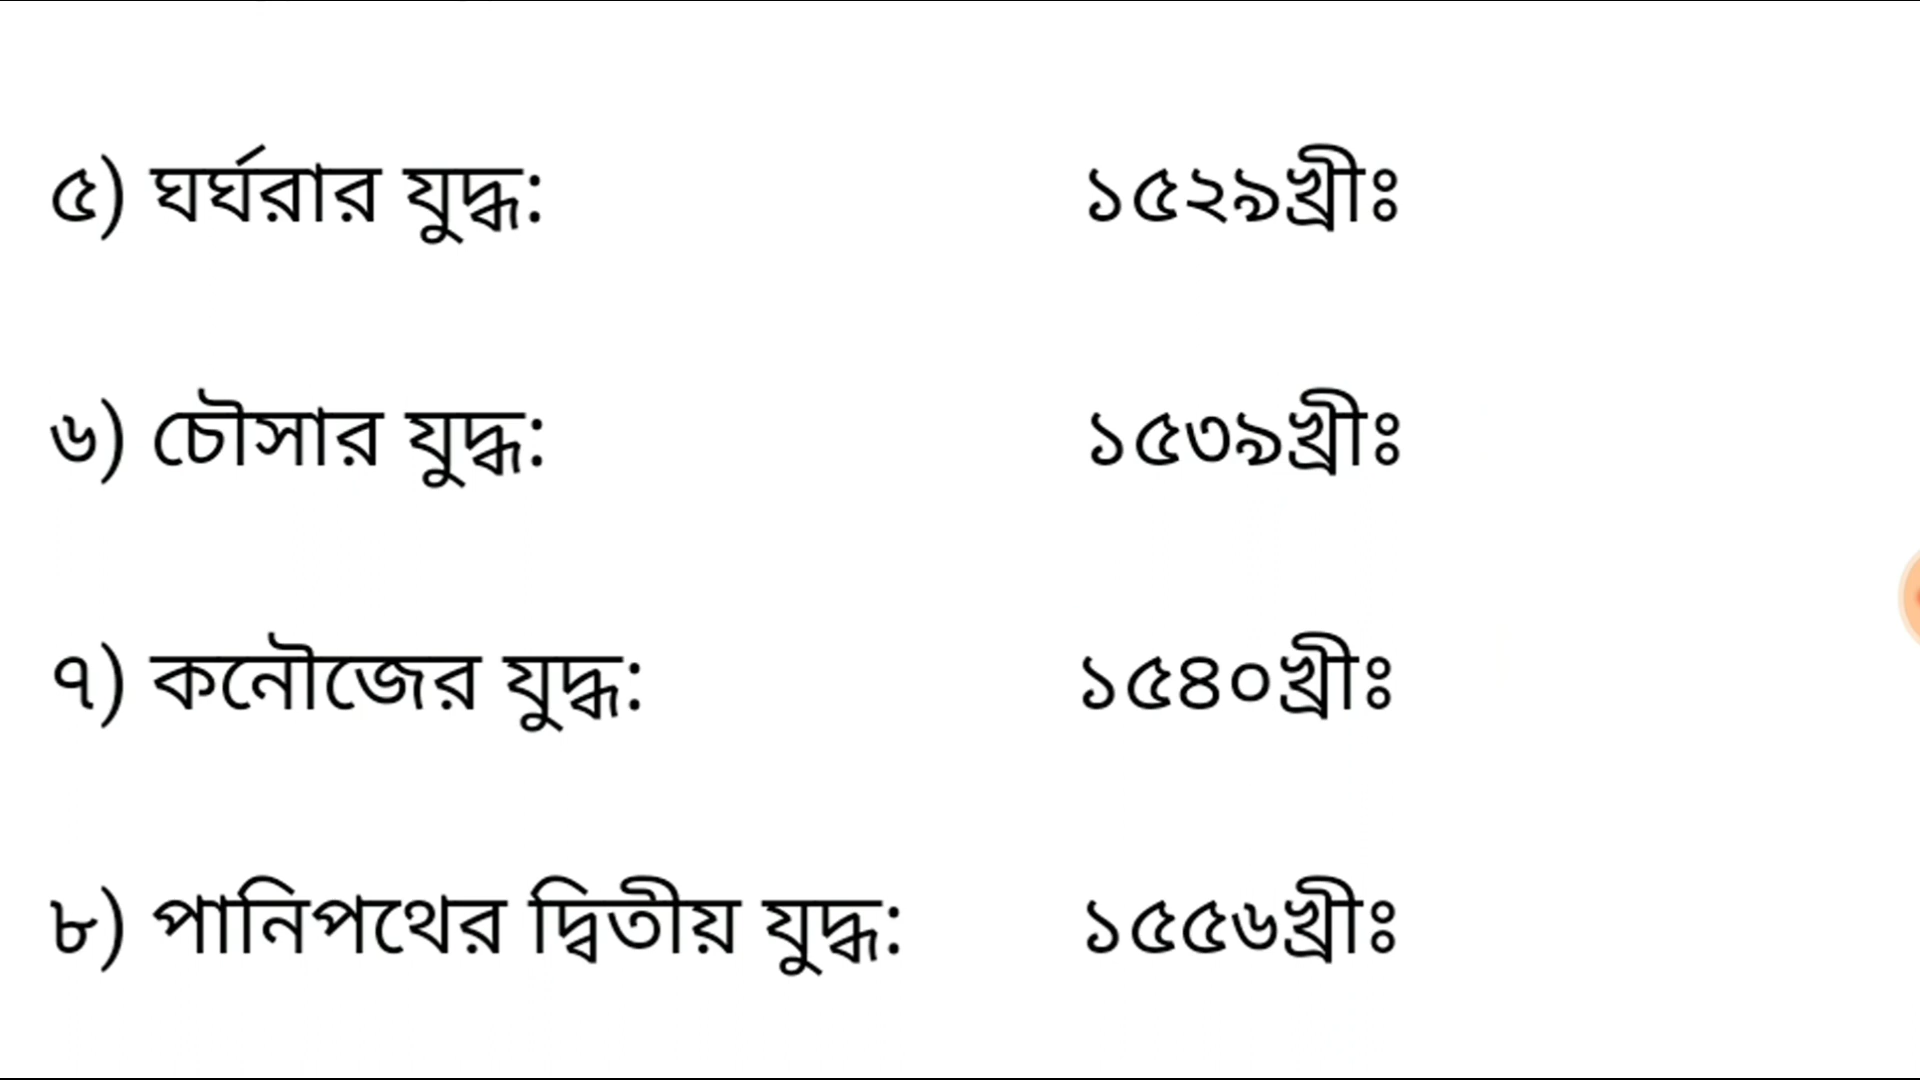 ৫) ঘর্ঘরার যুদ্ধ: ১৫২৯খ্রীঃ
৬) চৌসার যুদ্ধ: ১৫৩৯খ্রীঃ
৭) কনৌজের যুদ্ধ: ১৫৪০খ্রীঃ
৮) পানিপথের দ্বিতীয় যুদ্ধ: ১৫৫৬খ্রীঃ